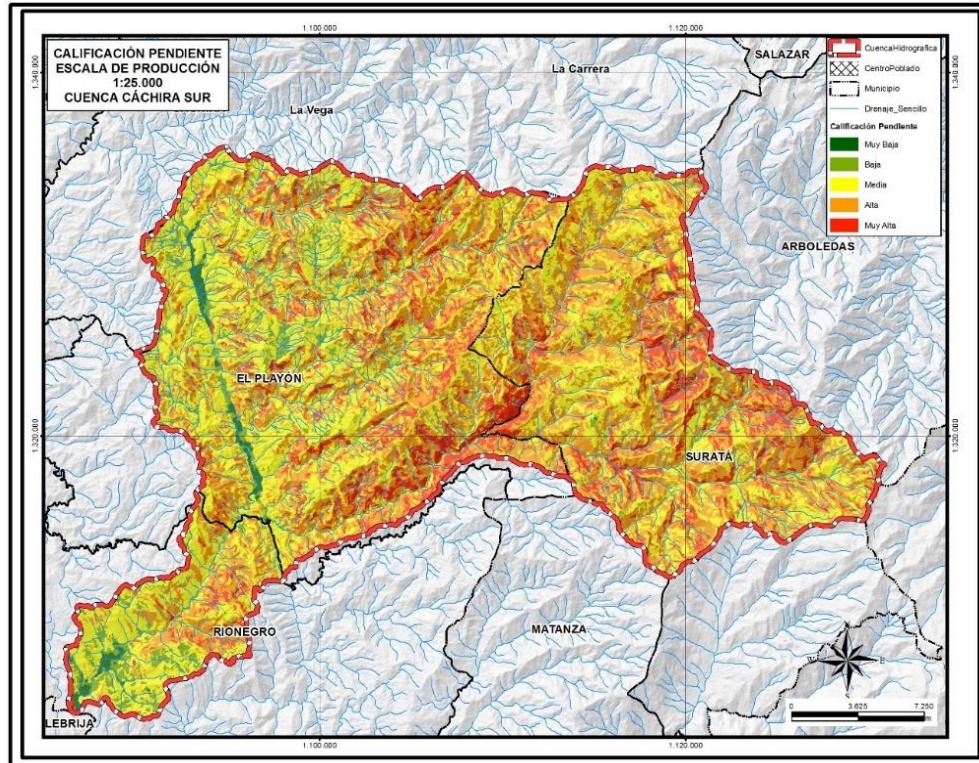 CALIFICACIÓN PENDIENTE
ESCALA DE PRODUCCIÓN
1:25.000
CUENCA CÁCHIRA SUR
1.100.000
1.120.000
1.340.000
1.340.000
SALAZAR
La Carrera
La Vega
CuencaHidrografica
CentroPoblado
Municipio
Drenaje_Sencillo
Calificación Pendiente
Muy Baja
Baja
Media
Alta
Muy Alta
ARBOLEDAS
EL PLAYÓN
1.320.000
1.320.000
SURATÁ
RIONEGRO
MATANZA
LEBRIJA
E
S
0
3.625
7.250
m
1.100.000
1.120.000